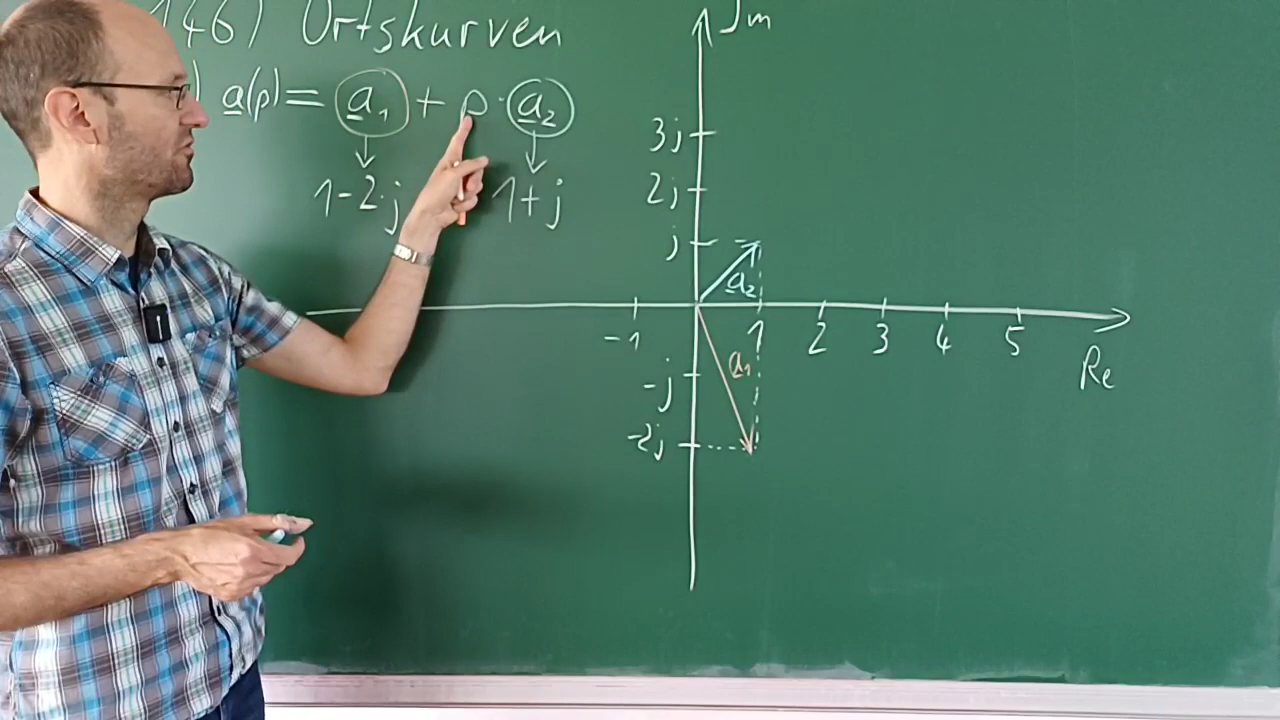 146) Ortskurven
) a(p) = a₁ + p · a₂
1-2·j 1+j
Jm
3j
2j
j
a₂
-1 1 2 3 4 5
a₁
-j
Re
-2j